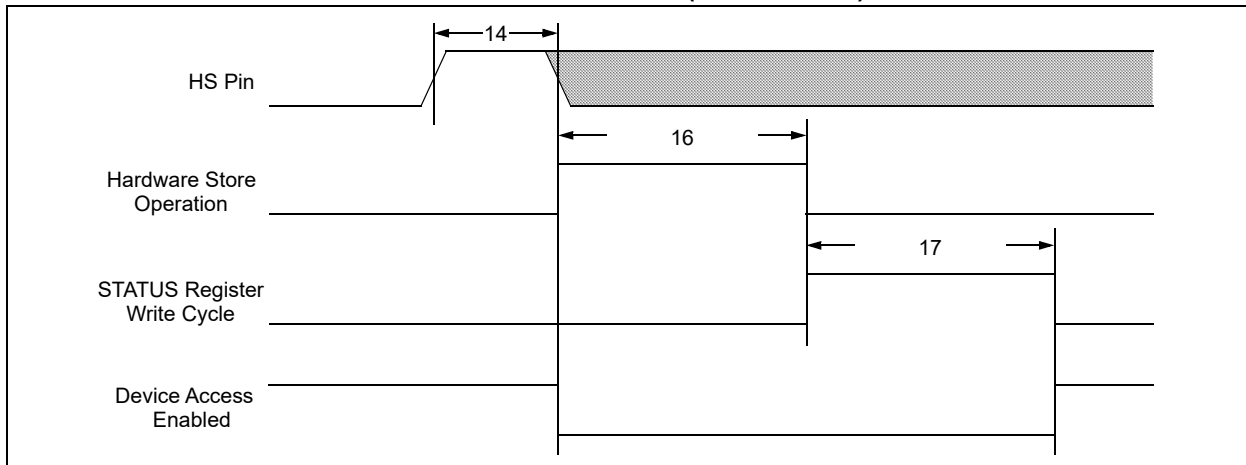 14
HS Pin
16
Hardware Store
Operation
17
STATUS Register
Write Cycle
Device Access
Enabled